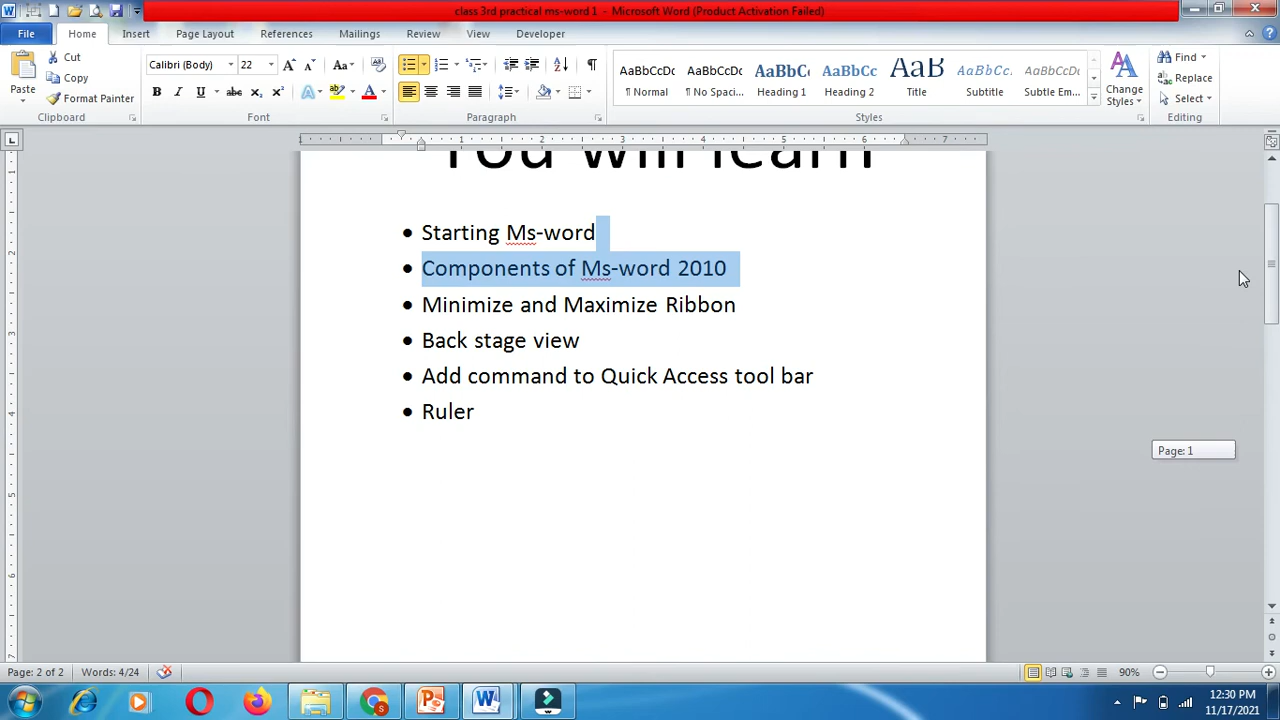 class 3rd practical ms-word 1 - Microsoft Word (Product Activation Failed)
File Home Insert Page Layout References Mailings Review View Developer
Paste Cut Copy Format Painter
Calibri (Body) 22
AaBbCcDc AaBbCcDc AaBbC‹ AaBbCc AaB AaBbCc. AaBbCcDc
¶ Normal ¶ No Spaci... Heading 1 Heading 2 Title Subtitle Subtle Em...
Change Styles
Find
Replace
Select
Clipboard Font Paragraph Styles Editing
You will learn
• Starting Ms-word
• Components of Ms-word 2010
• Minimize and Maximize Ribbon
• Back stage view
• Add command to Quick Access tool bar
• Ruler
Page: 1
Page: 2 of 2 Words: 4/24 90%
12:30 PM
11/17/2021